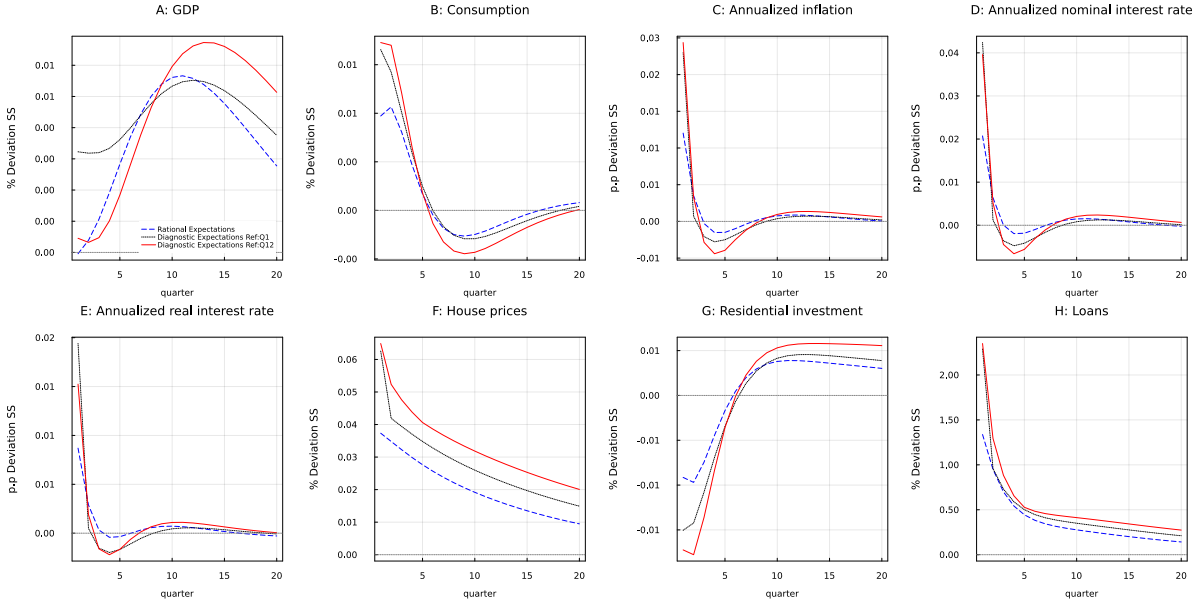 A: GDP
% Deviation SS
0.01
0.01
0.00
0.00
0.00
0.00
0.00
Rational Expectations
Diagnostic Expectations Ref:Q1
Diagnostic Expectations Ref:Q12
5 10 15 20
quarter
B: Consumption
% Deviation SS
0.01
0.01
0.00
0.00
-0.00
5 10 15 20
quarter
C: Annualized inflation
p.p Deviation SS
0.03
0.02
0.01
0.01
0.00
-0.01
5 10 15 20
quarter
D: Annualized nominal interest rate
p.p Deviation SS
0.04
0.03
0.02
0.01
0.00
-0.01
5 10 15 20
quarter
E: Annualized real interest rate
p.p Deviation SS
0.02
0.01
0.01
0.01
0.00
5 10 15 20
quarter
F: House prices
% Deviation SS
0.06
0.05
0.04
0.03
0.02
0.01
0.00
5 10 15 20
quarter
G: Residential investment
% Deviation SS
0.01
0.00
-0.01
-0.01
-0.01
5 10 15 20
quarter
H: Loans
% Deviation SS
2.00
1.50
1.00
0.50
0.00
5 10 15 20
quarter